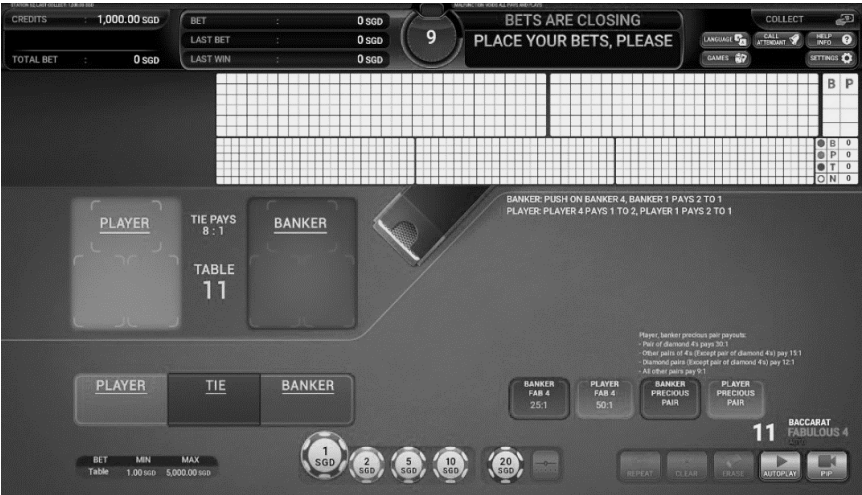 CREDITS : 1,000.00 SGD
TOTAL BET : 0 SGD
BET : 0 SGD
LAST BET : 0 SGD
LAST WIN : 0 SGD
9
BETS ARE CLOSING
PLACE YOUR BETS, PLEASE
COLLECT
LANGUAGE
CALL ATTENDANT
HELP INFO
GAMES
SETTINGS
B P
B 0
P 0
T 0
N 0
BANKER: PUSH ON BANKER 4, BANKER 1 PAYS 2 TO 1
PLAYER: PLAYER 4 PAYS 1 TO 2, PLAYER 1 PAYS 2 TO 1
PLAYER
TIE PAYS
8 : 1
BANKER
TABLE
11
Player, banker precious pair payouts:
- Pair of diamond 4's pays 30:1
- Other pairs of 4's (Except pair of diamond 4's) pay 15:1
- Diamond pairs (Except pair of diamond 4's) pay 12:1
- All other pairs pay 9:1
PLAYER TIE BANKER
BANKER
FAB 4
25:1
PLAYER
FAB 4
50:1
BANKER
PRECIOUS
PAIR
PLAYER
PRECIOUS
PAIR
11 BACCARAT
FABULOUS 4
BET MIN MAX
Table 1.00 SGD 5,000.00 SGD
1
SGD
2
SGD
5
SGD
10
SGD
20
SGD
REPEAT
CLEAR
ERASE
AUTOPLAY
PIP